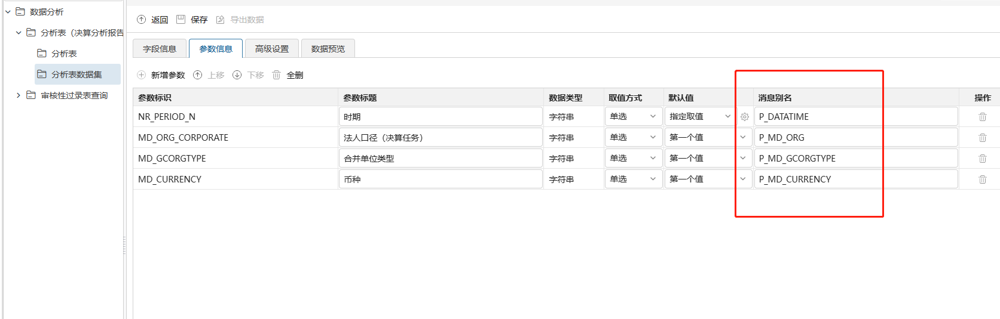 数据分析
分析表（决算分析报告
分析表
分析表数据集
审核性过录表查询
返回 保存 导出数据
字段信息 参数信息 高级设置 数据预览
新增参数 上移 下移 全删
参数标识 参数标题 数据类型 取值方式 默认值 消息别名 操作
NR_PERIOD_N 时期 字符串 单选 指定取值 P_DATATIME
MD_ORG_CORPORATE 法人口径（决算任务） 字符串 单选 第一个值 P_MD_ORG
MD_GCORGTYPE 合并单位类型 字符串 单选 第一个值 P_MD_GCORGTYPE
MD_CURRENCY 币种 字符串 单选 第一个值 P_MD_CURRENCY